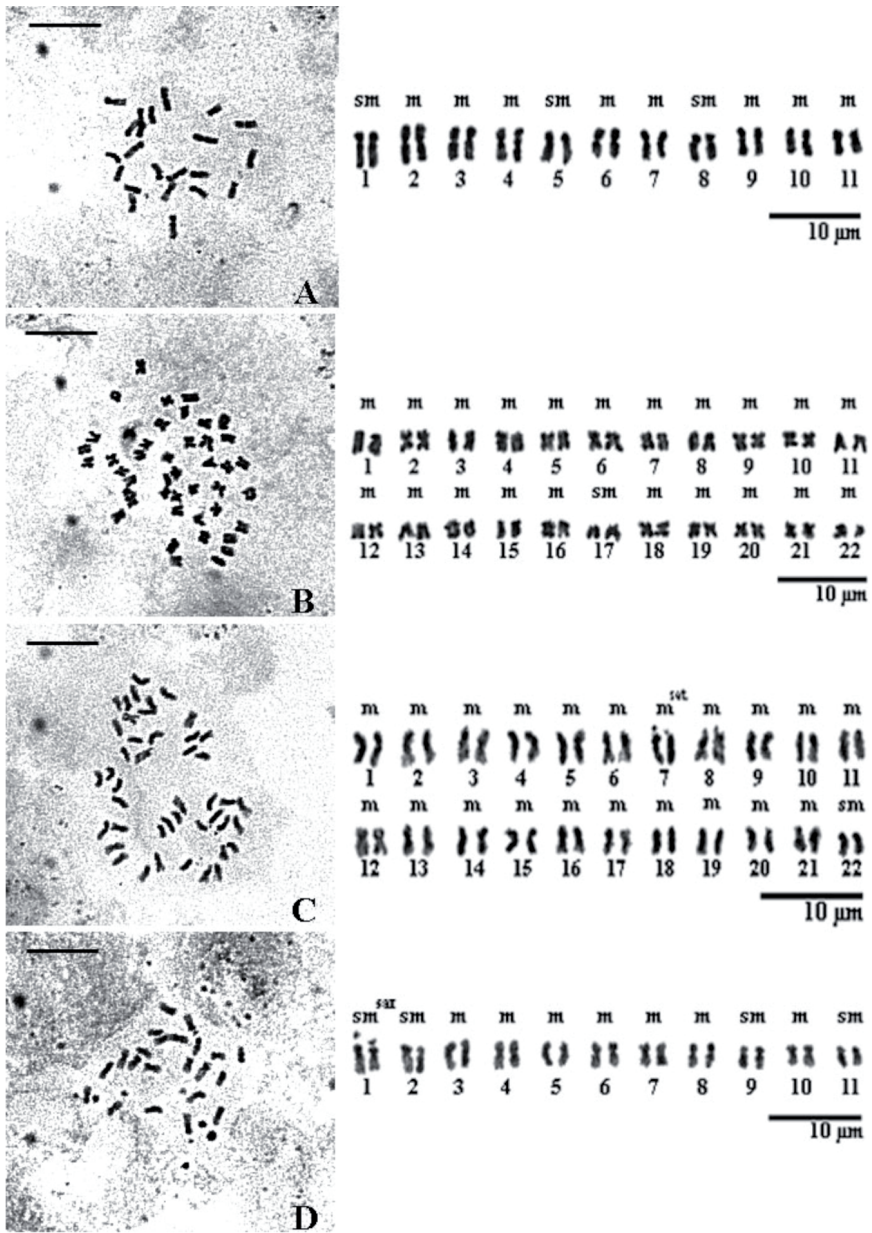 A
sm m m m sm m m sm m m m
1 2 3 4 5 6 7 8 9 10 11
10 µm
B
m m m m m m m m m m m
1 2 3 4 5 6 7 8 9 10 11
m m m m m sm m m m m m
12 13 14 15 16 17 18 19 20 21 22
10 µm
C
m m m m m m m sat m m m m
1 2 3 4 5 6 7 8 9 10 11
m m m m m m m m m m sm
12 13 14 15 16 17 18 19 20 21 22
10 µm
D
sm sat sm m m m m m m sm m sm
1 2 3 4 5 6 7 8 9 10 11
10 µm